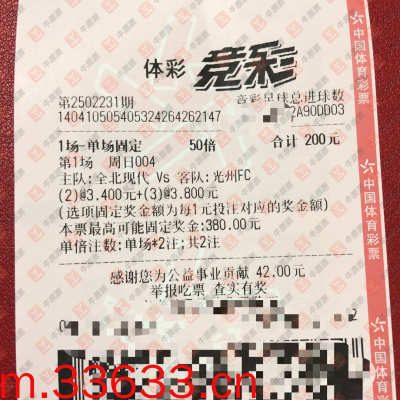 体彩 竞彩
第2502231期
竞彩足球总进球数
140410505405324264262147
7A90DD03
1场-单场固定 50倍 合计 200元
第1场 周日004
主队:全北现代 Vs 客队:光州FC
(2)@3.400元+(3)@3.800元
(选项固定奖金额为每1元投注对应的奖金额)
本票最高可能固定奖金:380.00元
单倍注数:单场*2注;共2注
感谢您为公益事业贡献 42.00元
举报吃票 查实有奖
中国体育彩票
中国体育彩票
中国体育彩票
m.33633.cn